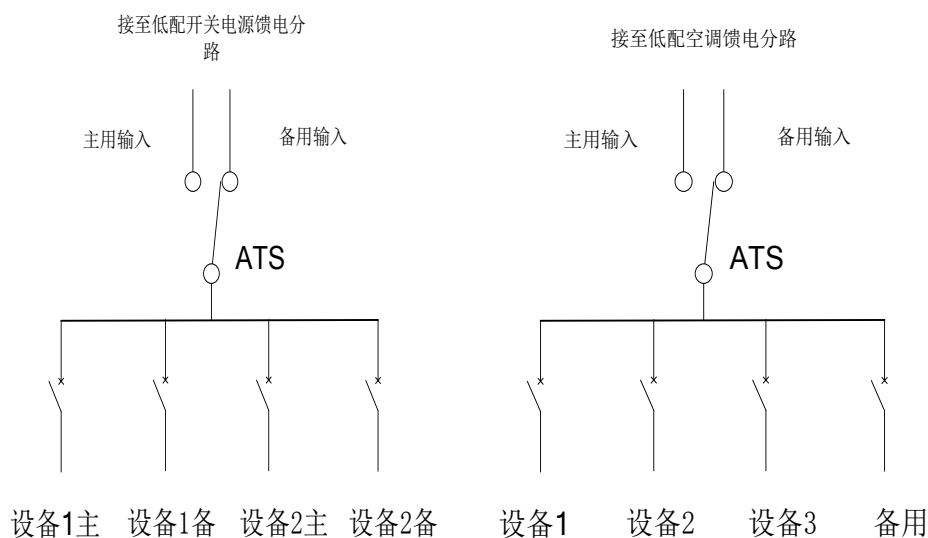 接至低配开关电源馈电分
路
接至低配空调馈电分路
主用输入
备用输入
主用输入
备用输入
ATS
ATS
设备1主
设备1备
设备2主
设备2备
设备1
设备2
设备3
备用